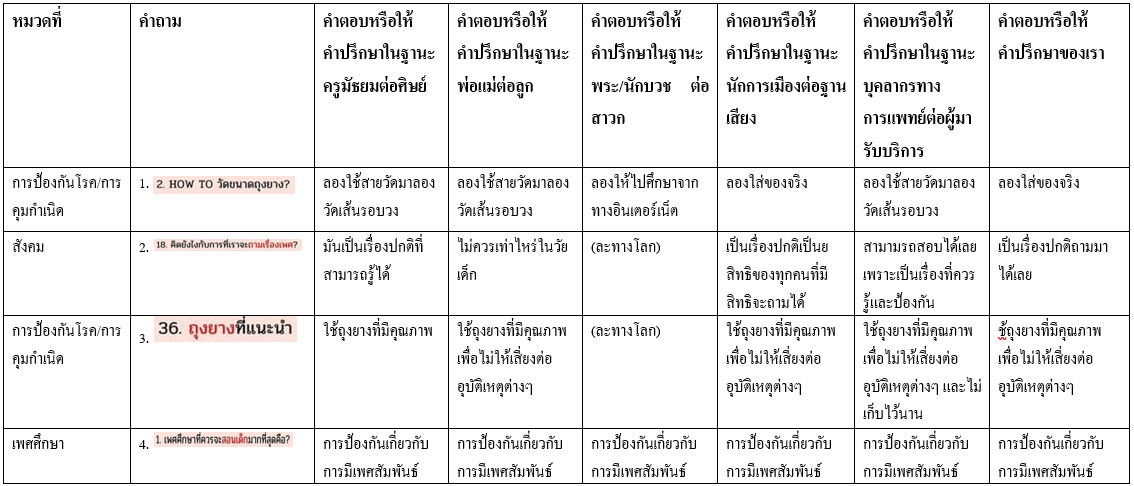 หมวดที่
คำถาม
คำตอบหรือให้
คำปรึกษาในฐานะ
ครูมัธยมต่อศิษย์
คำตอบหรือให้
คำปรึกษาในฐานะ
พ่อแม่ต่อลูก
คำตอบหรือให้
คำปรึกษาในฐานะ
พระ/นักบวช ต่อ
สาวก
คำตอบหรือให้
คำปรึกษาในฐานะ
นักการเมืองต่อฐาน
เสียง
คำตอบหรือให้
คำปรึกษาในฐานะ
บุคลากรทาง
การแพทย์ต่อผู้มา
รับบริการ
คำตอบหรือให้
คำปรึกษาของเรา
การป้องกันโรค/การ
คุมกำเนิด
1. 2. HOW TO วัดขนาดถุงยาง?
ลองใช้สายวัดมาลอง
วัดเส้นรอบวง
ลองใช้สายวัดมาลอง
วัดเส้นรอบวง
ลองให้ไปศึกษาจาก
ทางอินเตอร์เน็ต
ลองใส่ของจริง
ลองใช้สายวัดมาลอง
วัดเส้นรอบวง
ลองใส่ของจริง
สังคม
2. 18. คิดยังไงกับการที่เราจะถามเรื่องเพศ?
มันเป็นเรื่องปกติที่
สามารถรู้ได้
ไม่ควรเท่าไหร่ในวัย
เด็ก
(ละทางโลก)
เป็นเรื่องปกติเป็นย
สิทธิของทุกคนที่มี
สิทธิจะถามได้
สามามรถสอบได้เลย
เพราะเป็นเรื่องที่ควร
รู้และป้องกัน
เป็นเรื่องปกติถามมา
ได้เลย
การป้องกันโรค/การ
คุมกำเนิด
3. 36. ถุงยางที่แนะนำ
ใช้ถุงยางที่มีคุณภาพ
ใช้ถุงยางที่มีคุณภาพ
เพื่อไม่ให้เสี่ยงต่อ
อุบัติเหตุต่างๆ
(ละทางโลก)
ใช้ถุงยางที่มีคุณภาพ
เพื่อไม่ให้เสี่ยงต่อ
อุบัติเหตุต่างๆ
ใช้ถุงยางที่มีคุณภาพ
เพื่อไม่ให้เสี่ยงต่อ
อุบัติเหตุต่างๆ และไม่
เก็บไว้นาน
ช้ถุงยางที่มีคุณภาพ
เพื่อไม่ให้เสี่ยงต่อ
อุบัติเหตุต่างๆ
เพศศึกษา
4. 1. เพศศึกษาที่ควรจะสอนเด็กมากที่สุดคือ?
การป้องกันเกี่ยวกับ
การมีเพศสัมพันธ์
การป้องกันเกี่ยวกับ
การมีเพศสัมพันธ์
การป้องกันเกี่ยวกับ
การมีเพศสัมพันธ์
การป้องกันเกี่ยวกับ
การมีเพศสัมพันธ์
การป้องกันเกี่ยวกับ
การมีเพศสัมพันธ์
การป้องกันเกี่ยวกับ
การมีเพศสัมพันธ์